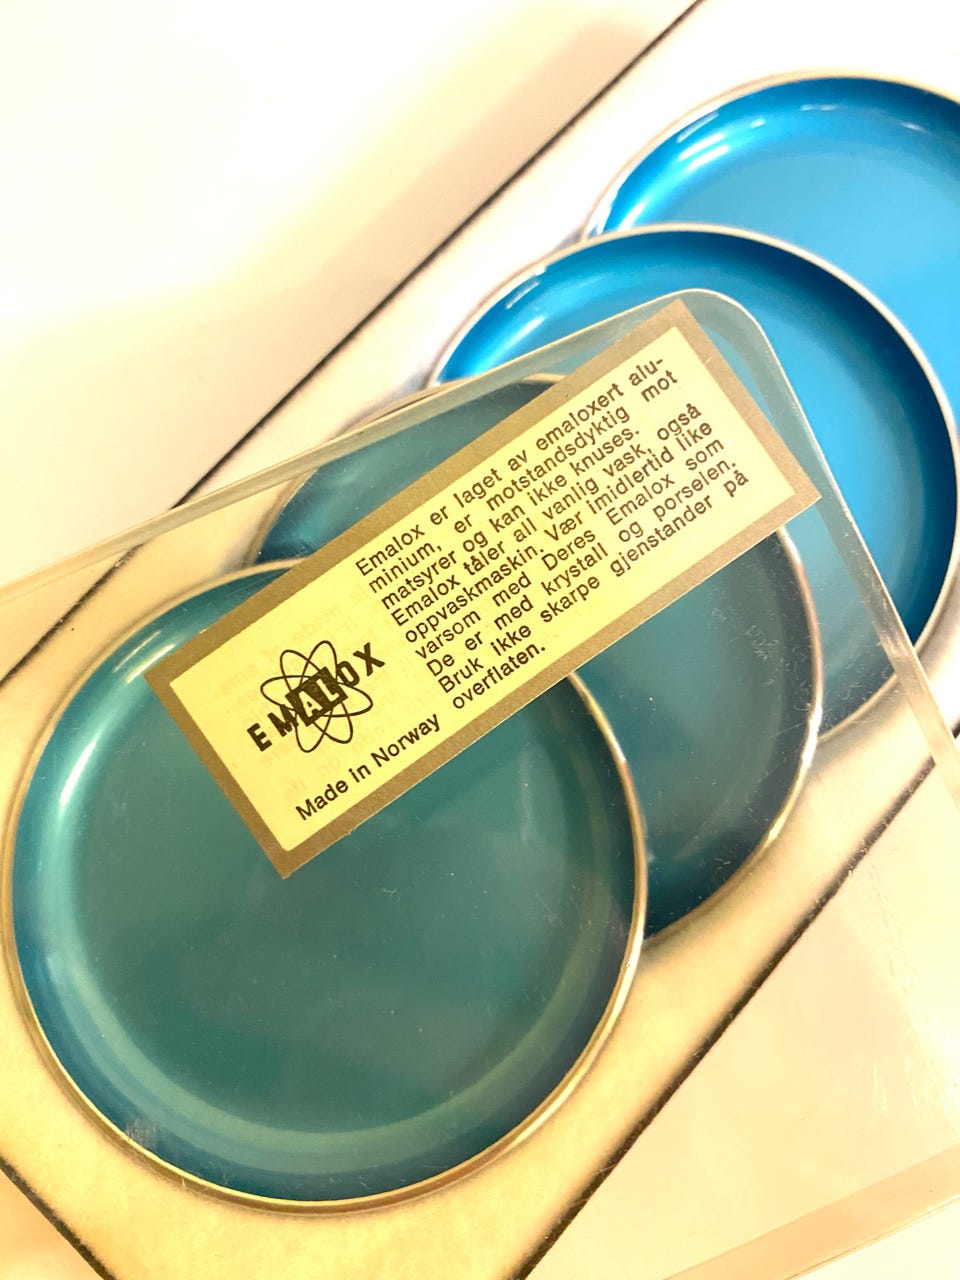 EMALOX
Made in Norway
Emalox er laget av emaloxert alu-
minium, er motstandsdyktig mot
matsyrer og kan ikke knuses.
Emalox tåler all vanlig vask, også
oppvaskmaskin. Vær imidlertid like
varsom med Deres Emalox som
De er med krystall og porselen.
Bruk ikke skarpe gjenstander på
overflaten.